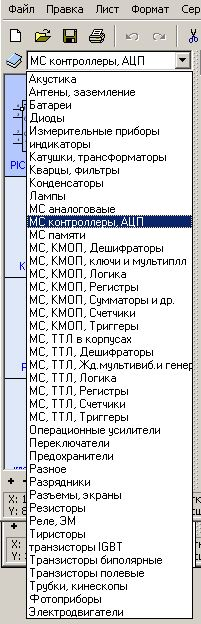 Файл Правка Лист Формат Сер
МС контроллеры, АЦП
Акустика
Антены, заземление
Батареи
Диоды
Измерительные приборы
индикаторы
Катушки, трансформаторы
Кварцы, фильтры
Конденсаторы
Лампы
МС аналоговаые
МС контроллеры, АЦП
МС памяти
МС, КМОП, Дешифраторы
МС, КМОП, ключи и мультипл
МС, КМОП, Логика
МС, КМОП, Регистры
МС, КМОП, Сумматоры и др.
МС, КМОП, Счетчики
МС, КМОП, Триггеры
МС, ТТЛ в корпусах
МС, ТТЛ, Дешифраторы
МС, ТТЛ, Жд.мультивиб.и генер
МС, ТТЛ, Логика
МС, ТТЛ, Регистры
МС, ТТЛ, Счетчики
МС, ТТЛ, Триггеры
Операционные усилители
Переключатели
Предохранители
Разное
Разрядники
Разъемы, экраны
Резисторы
Реле, ЭМ
Тиристоры
транзисторы IGBT
Транзисторы биполярные
Транзисторы полевые
Трубки, кинескопы
Фотоприборы
Электродвигатели
PIC
X: 1
Y: 8
X:
Y: